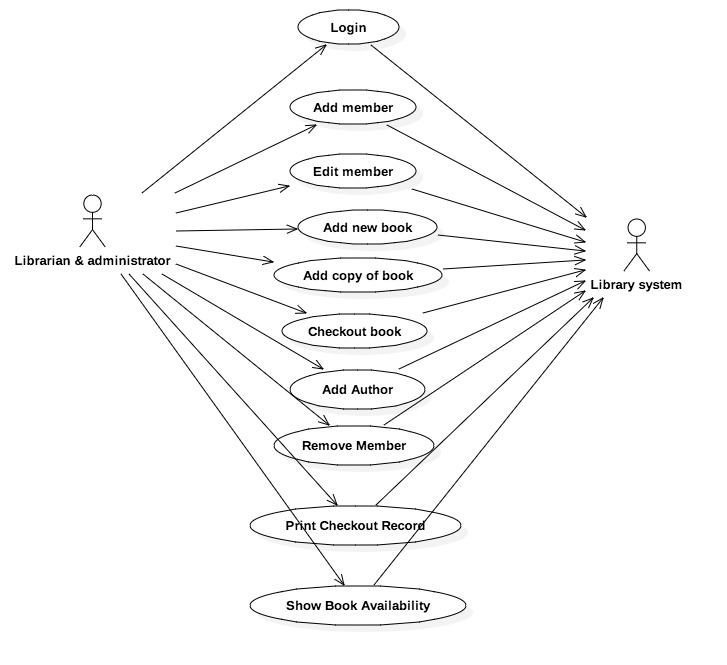 Login
Add member
Edit member
Add new book
Librarian & administrator
Add copy of book
Library system
Checkout book
Add Author
Remove Member
Print Checkout Record
Show Book Availability